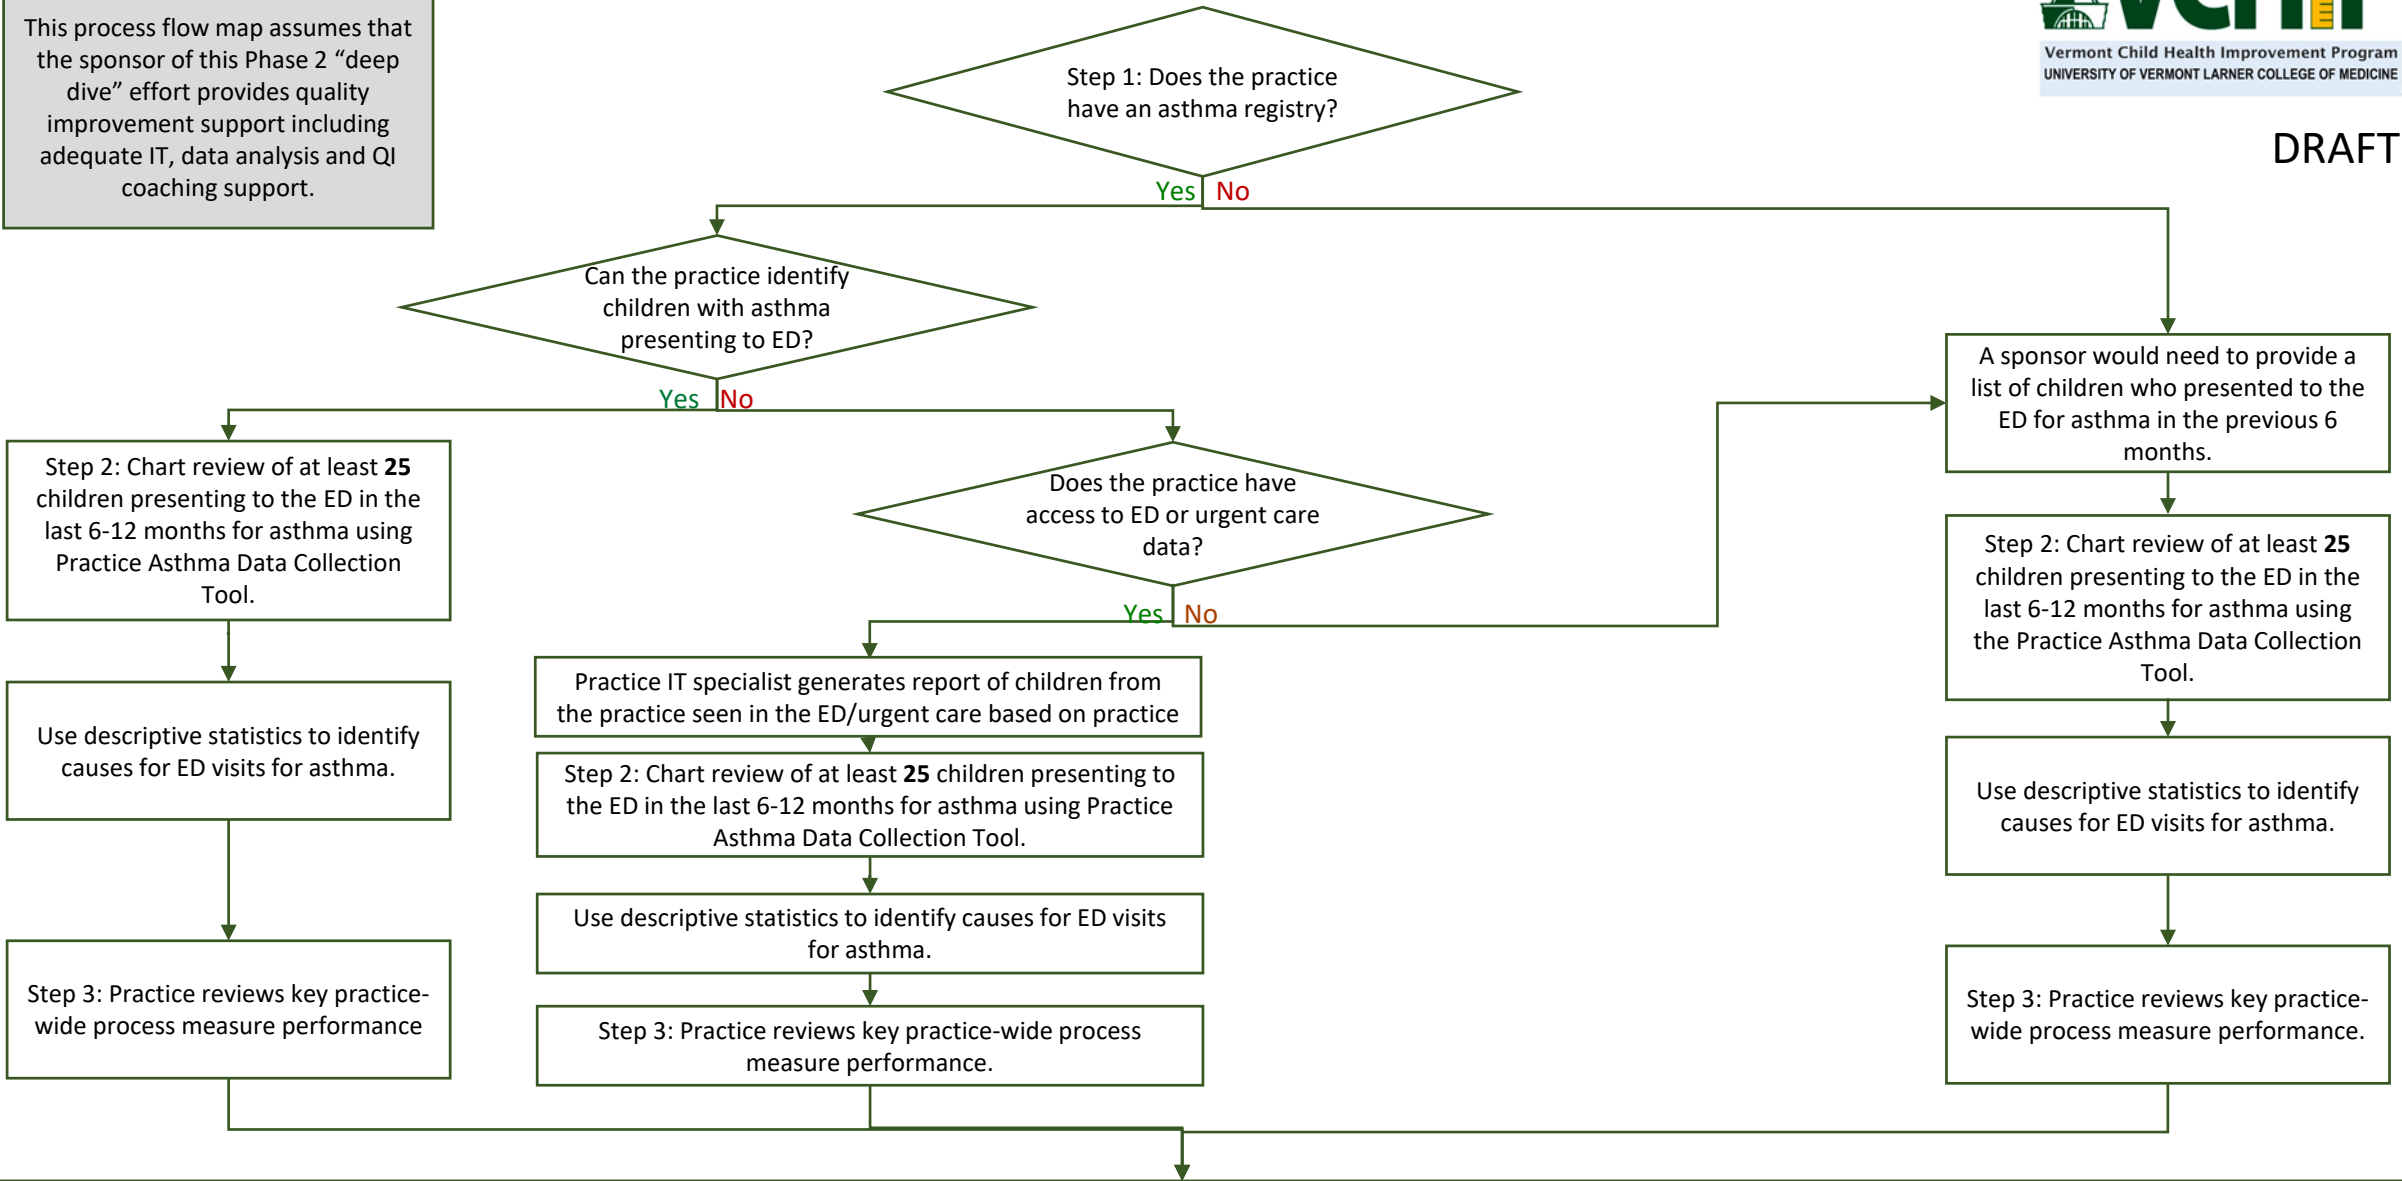 This process flow map assumes that
the sponsor of this Phase 2 “deep
dive” effort provides quality
improvement support including
adequate IT, data analysis and QI
coaching support.
Step 1: Does the practice
have an asthma registry?
Vermont Child Health Improvement Program
UNIVERSITY OF VERMONT LARNER COLLEGE OF MEDICINE
DRAFT
Yes No
Can the practice identify
children with asthma
presenting to ED?
Yes No
A sponsor would need to provide a
list of children who presented to the
ED for asthma in the previous 6
months.
Step 2: Chart review of at least 25
children presenting to the ED in the
last 6-12 months for asthma using
Practice Asthma Data Collection
Tool.
Does the practice have
access to ED or urgent care
data?
Yes No
Step 2: Chart review of at least 25
children presenting to the ED in the
last 6-12 months for asthma using
the Practice Asthma Data Collection
Tool.
Use descriptive statistics to identify
causes for ED visits for asthma.
Practice IT specialist generates report of children from
the practice seen in the ED/urgent care based on practice
Step 2: Chart review of at least 25 children presenting to
the ED in the last 6-12 months for asthma using Practice
Asthma Data Collection Tool.
Use descriptive statistics to identify
causes for ED visits for asthma.
Use descriptive statistics to identify causes for ED visits
for asthma.
Step 3: Practice reviews key practice-
wide process measure performance
Step 3: Practice reviews key practice-wide process
measure performance.
Step 3: Practice reviews key practice-
wide process measure performance.